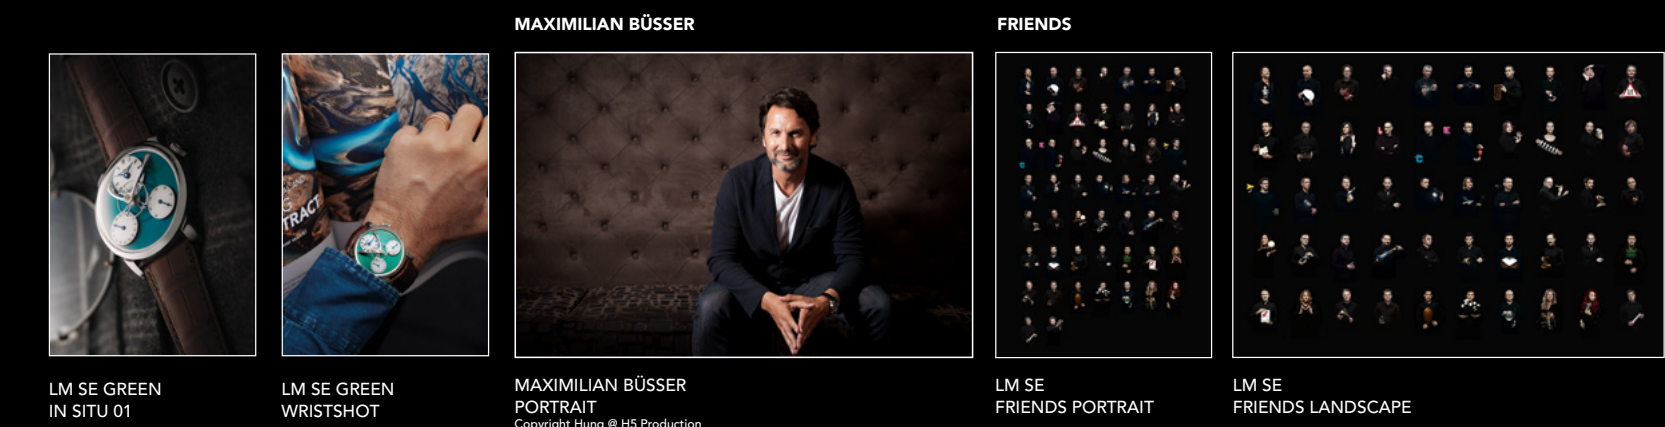 MAXIMILIAN BÜSSER
FRIENDS
TRACT
LM SE GREEN
IN SITU 01
LM SE GREEN
WRISTSHOT
MAXIMILIAN BÜSSER
PORTRAIT
Copyright Hung @ H5 Production
LM SE
FRIENDS PORTRAIT
LM SE
FRIENDS LANDSCAPE